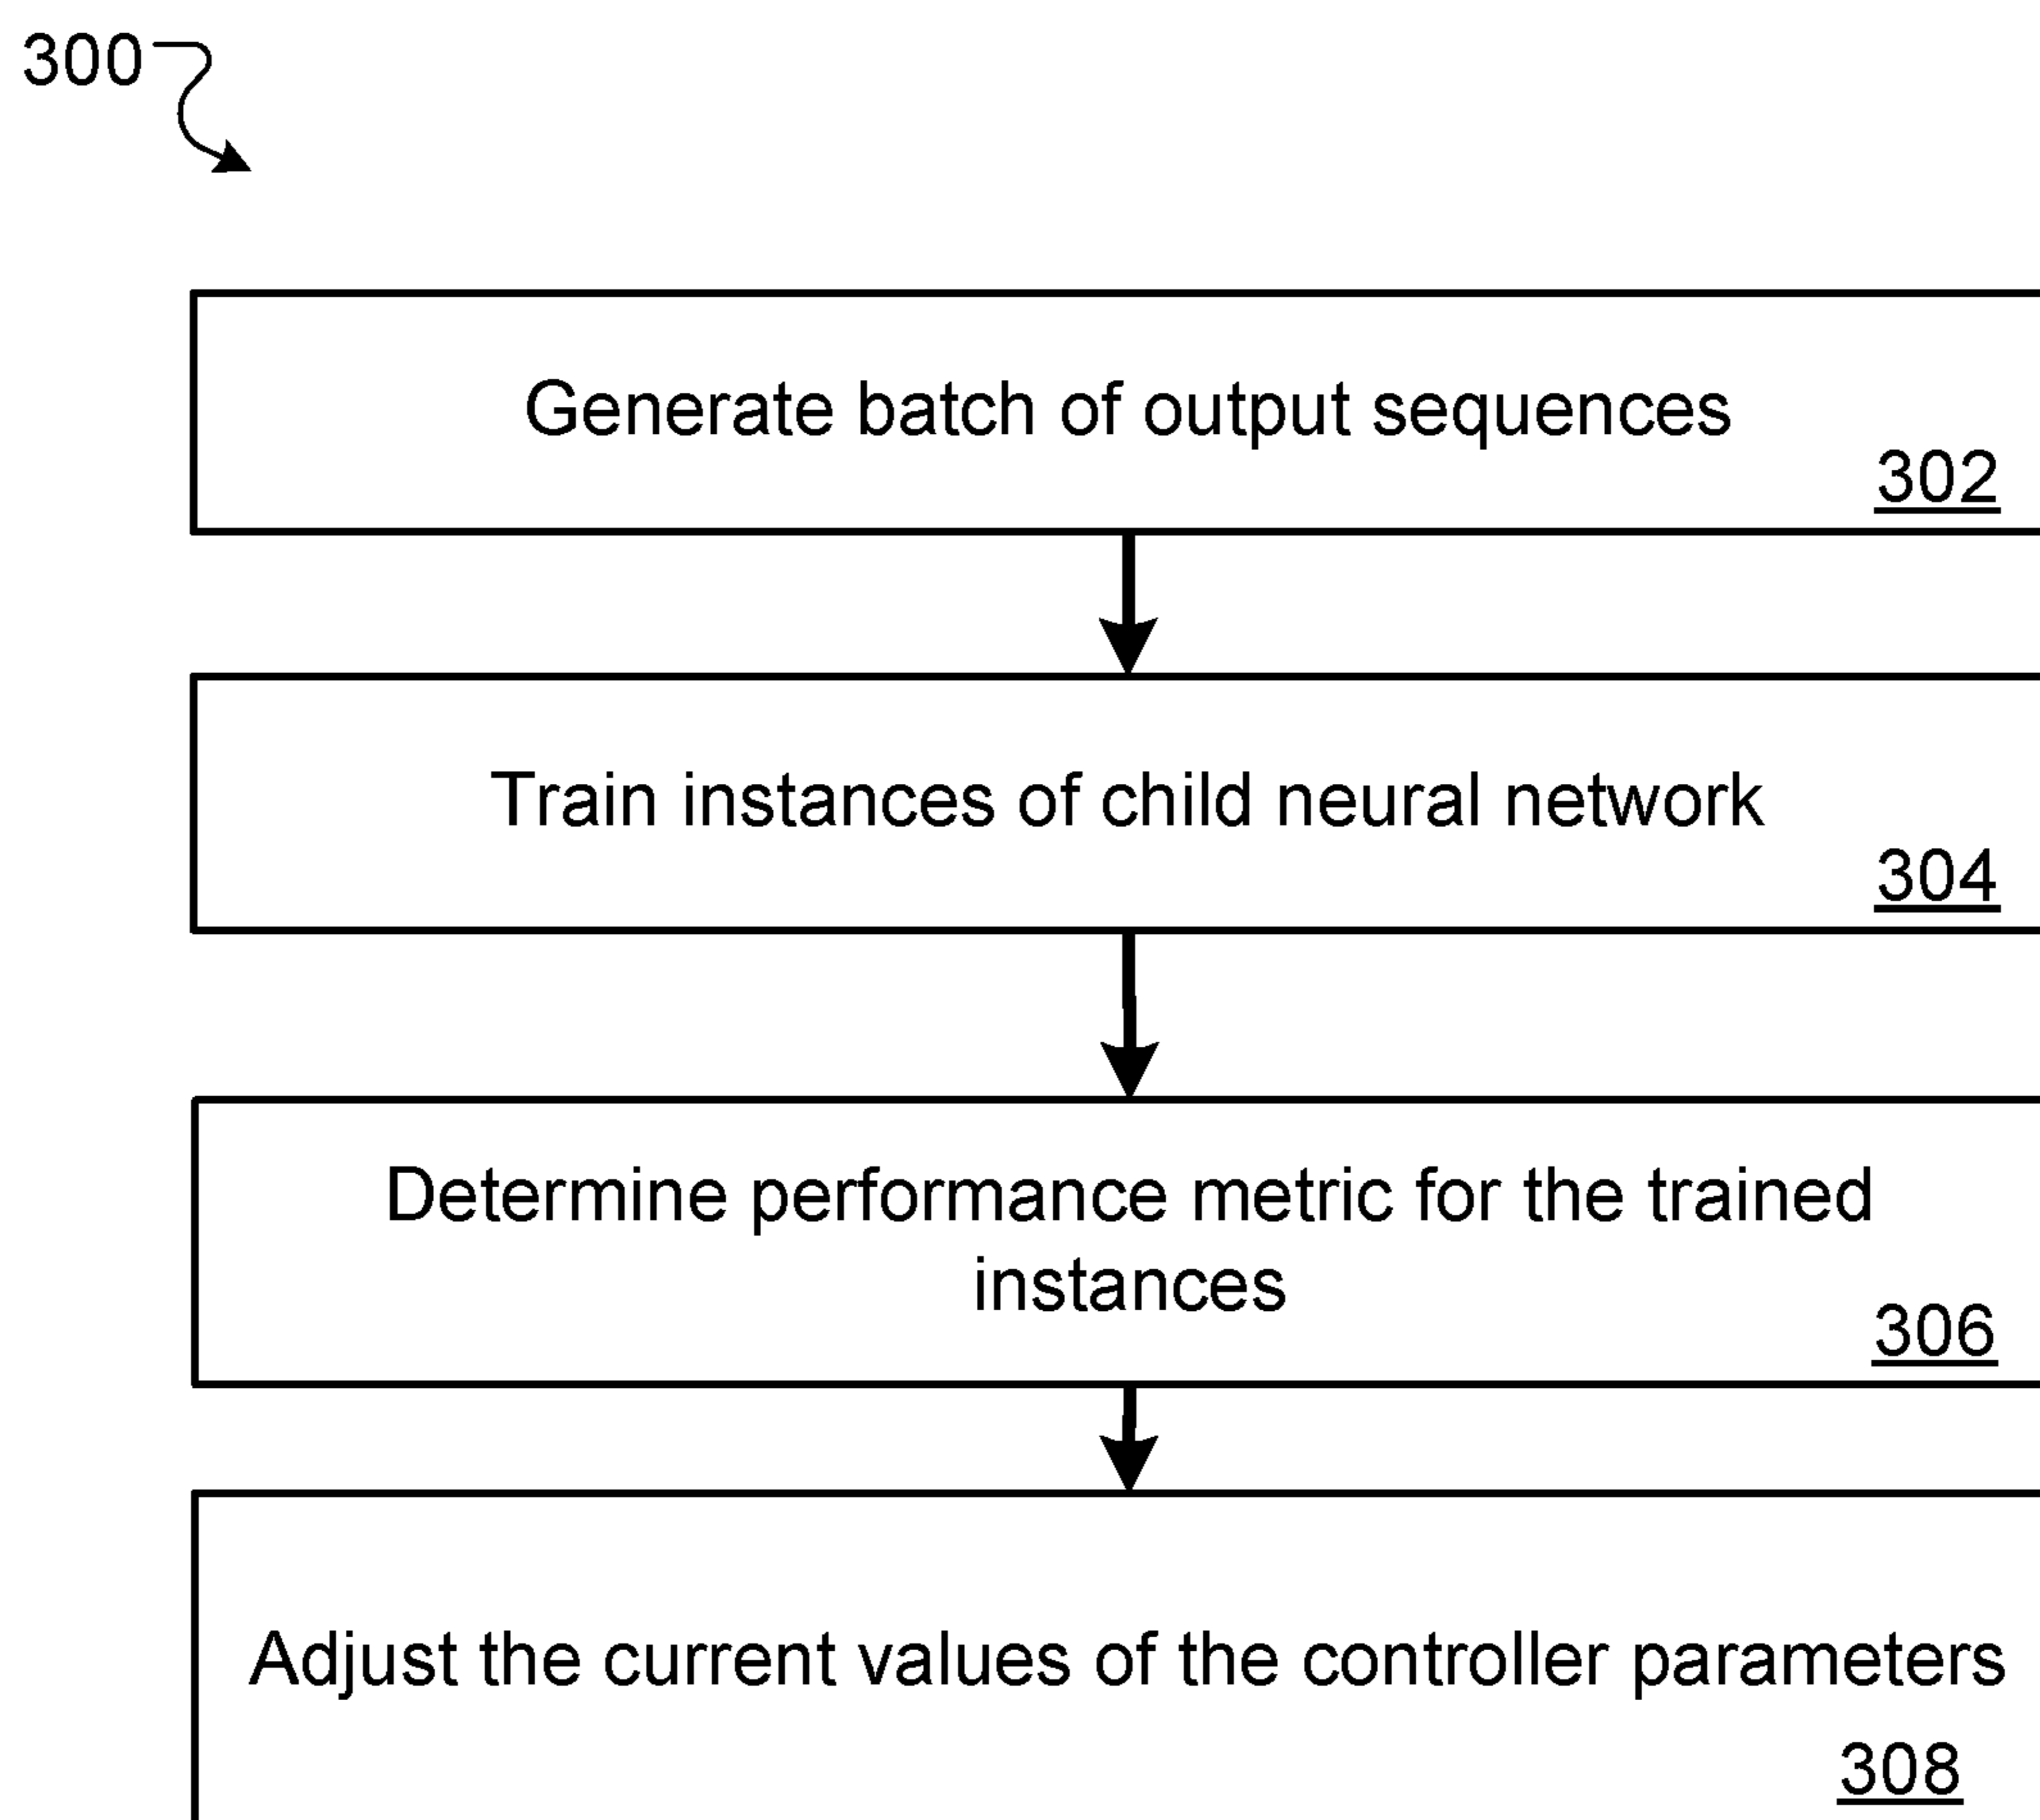 300
Generate batch of output sequences
302
Train instances of child neural network
304
Determine performance metric for the trained
instances
306
Adjust the current values of the controller parameters
308